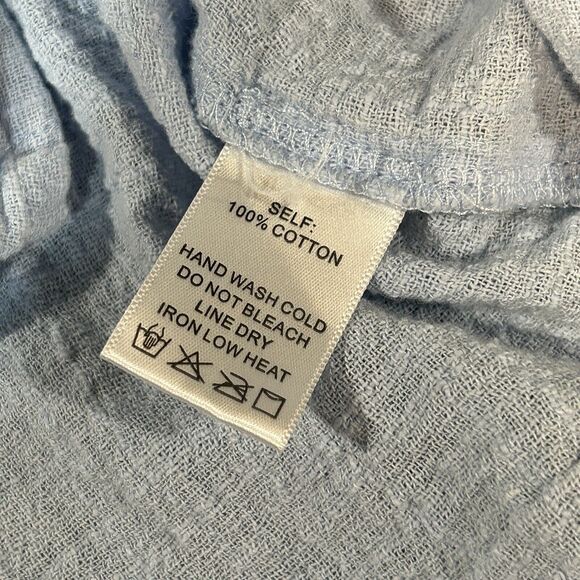 SELF:
100% COTTON
HAND WASH COLD
DO NOT BLEACH
LINE DRY
IRON LOW HEAT